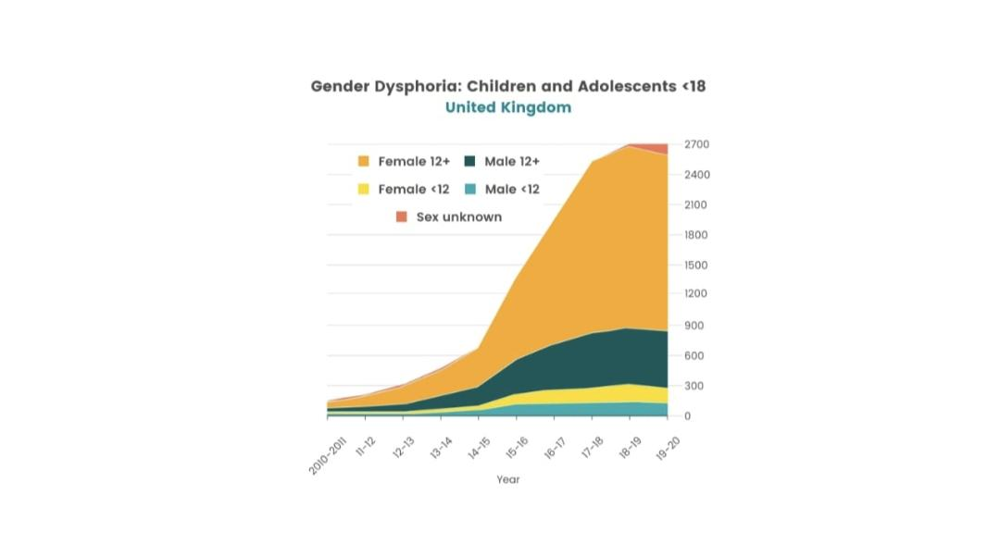 Gender Dysphoria: Children and Adolescents <18
United Kingdom
Female 12+ Male 12+
Female <12 Male <12
Sex unknown
2700
2400
2100
1800
1500
1200
900
600
300
0
2010-2011 11-12 12-13 13-14 14-15 15-16 16-17 17-18 18-19 19-20
Year